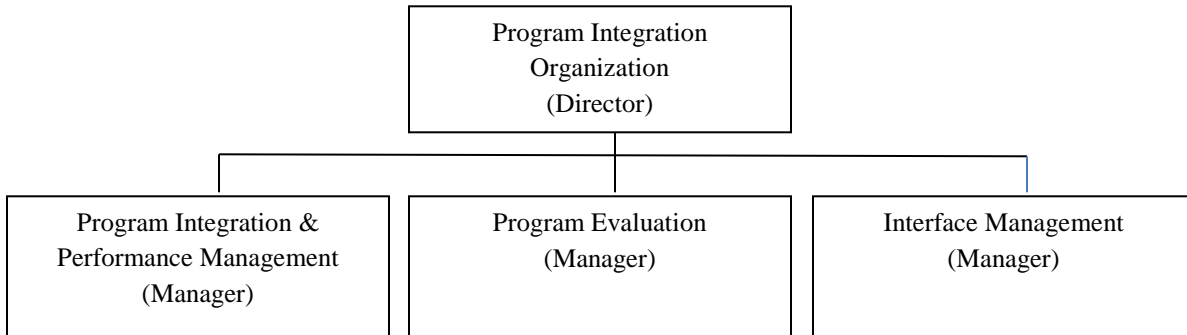 Program Integration
Organization
(Director)
Program Integration &
Performance Management
(Manager)
Program Evaluation
(Manager)
Interface Management
(Manager)